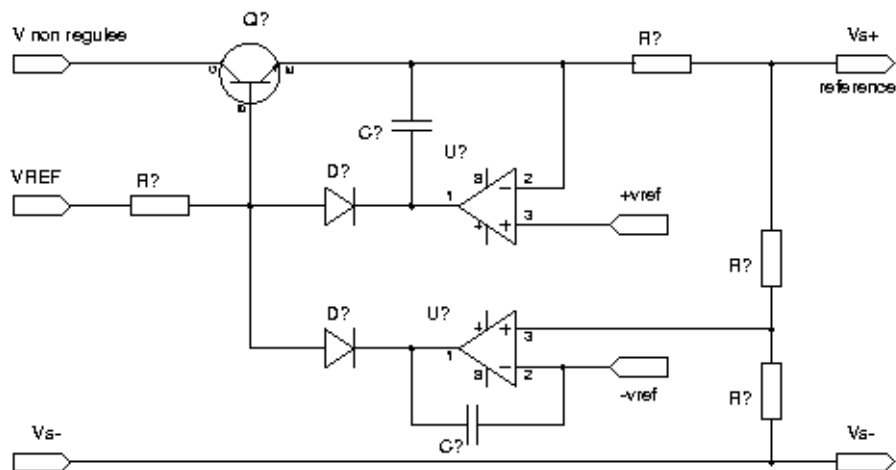 Q?
V non regulee
R?
Vs+
C
E
B
reference
C?
U?
D?
8
2
VREF
R?
1
+vref
3
4
R?
D?
U?
4
3
1
8
2
-vref
R?
C?
Vs-
Vs-